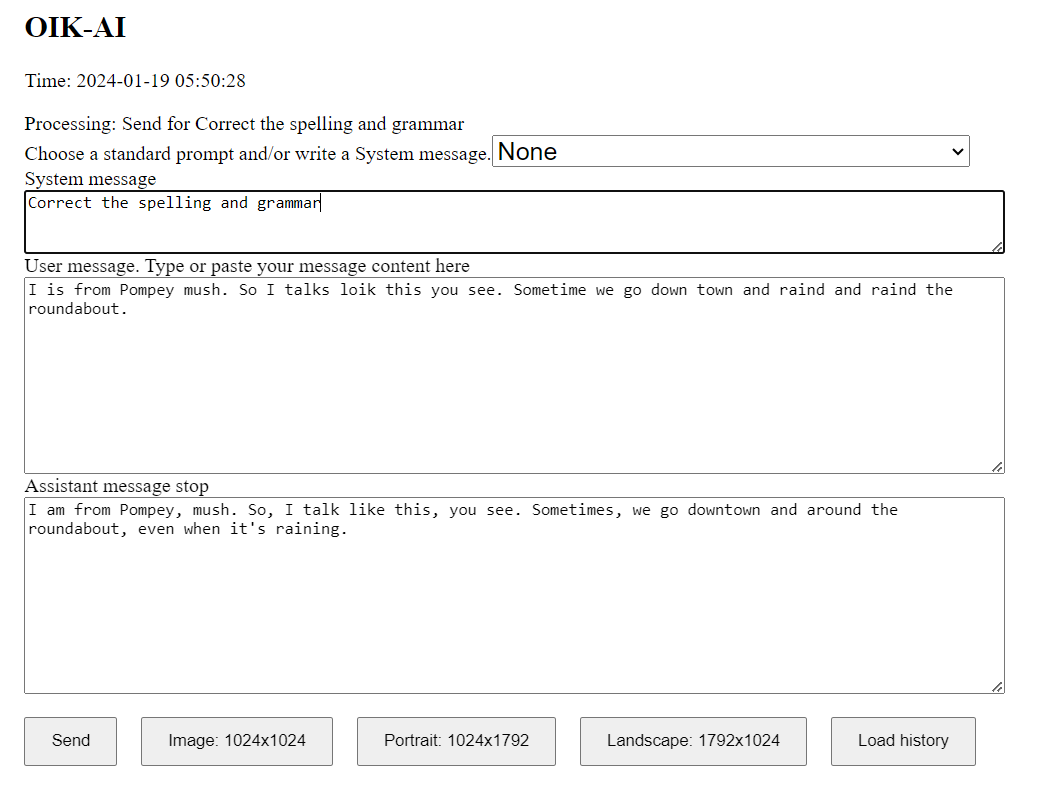 OIK-AI
Time: 2024-01-19 05:50:28
Processing: Send for Correct the spelling and grammar
Choose a standard prompt and/or write a System message. None
System message
Correct the spelling and grammar
User message. Type or paste your message content here
I is from Pompey mush. So I talks loik this you see. Sometime we go down town and raind and raind the
roundabout.
Assistant message stop
I am from Pompey, mush. So, I talk like this, you see. Sometimes, we go downtown and around the
roundabout, even when it's raining.
Send Image: 1024x1024 Portrait: 1024x1792 Landscape: 1792x1024 Load history